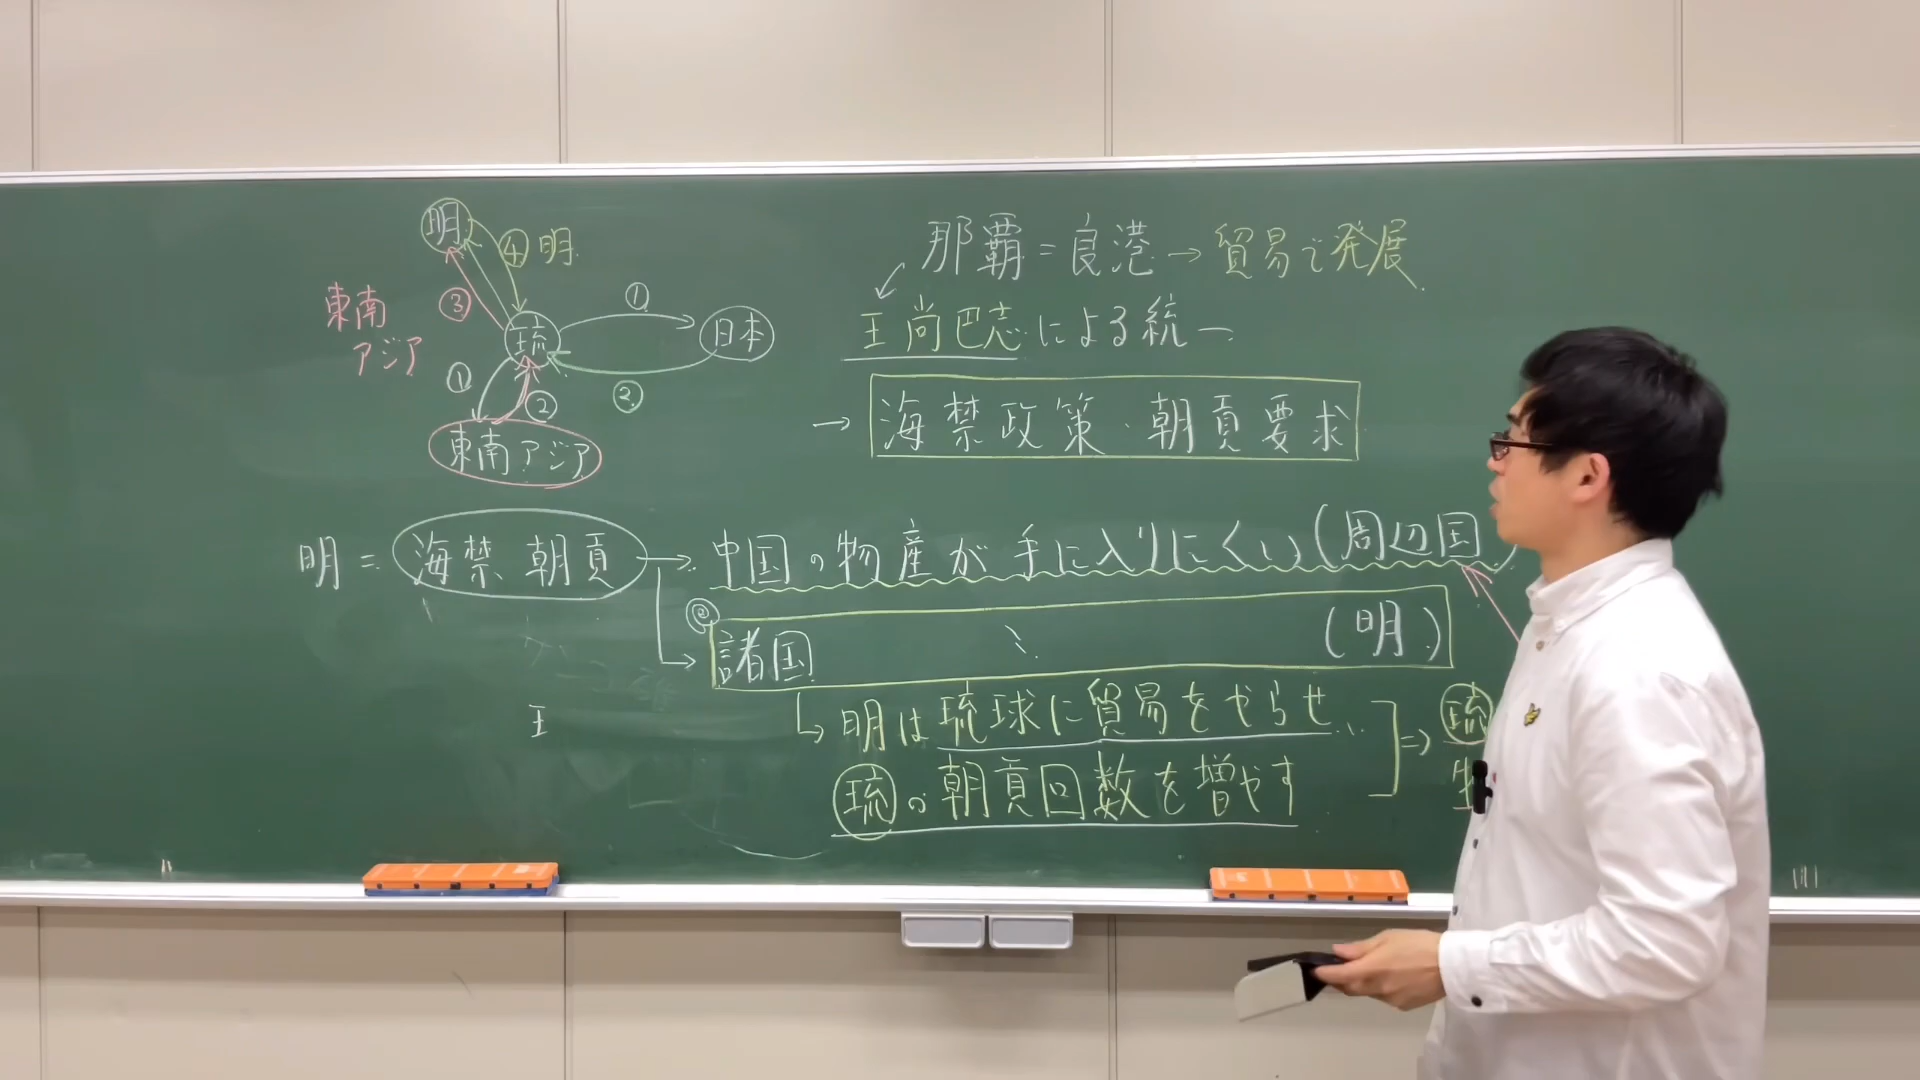 明
④ 明
東南
アジア
③
琉
①
日本
①
②
②
東南アジア
那覇=良港→貿易で発展
王尚巴志による統一
→ 海禁政策・朝貢要求
明= 海禁 朝貢 → 中国の物産が手に入りにくい(周辺国)
諸国 〃 (明)
明は琉球に貿易をやらせ… ⇒ 琉
琉の朝貢回数を増やす
王